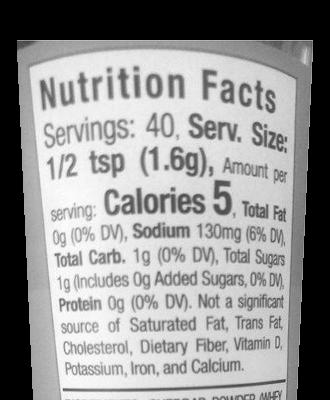 Nutrition Facts
Servings: 40, Serv. Size:
1/2 tsp (1.6g), Amount per
serving: Calories 5, Total Fat
0g (0% DV), Sodium 130mg (6% DV),
Total Carb. 1g (0% DV), Total Sugars
1g (Includes 0g Added Sugars, 0% DV),
Protein 0g (0% DV). Not a significant
source of Saturated Fat, Trans Fat,
Cholesterol, Dietary Fiber, Vitamin D,
Potassium, Iron, and Calcium.
CHEDDAR POWDER (WHEY